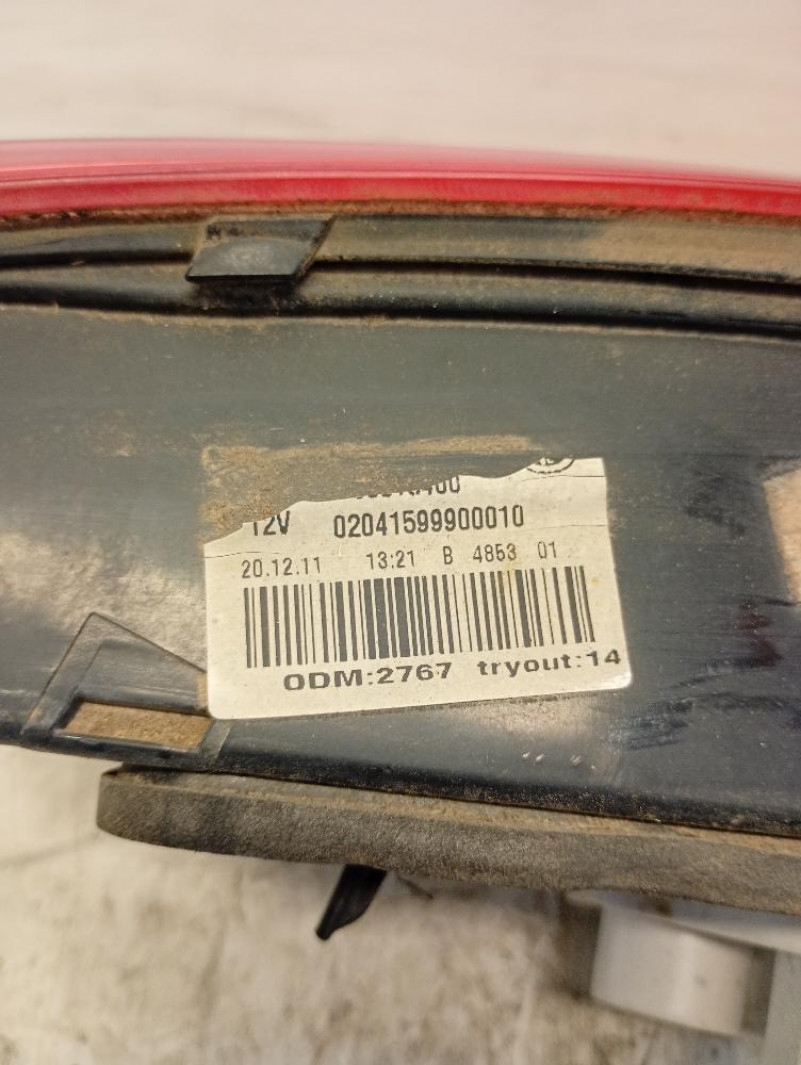 12V 02041599900010
20.12.11 13:21 B 4853 01
ODM:2767 tryout:14